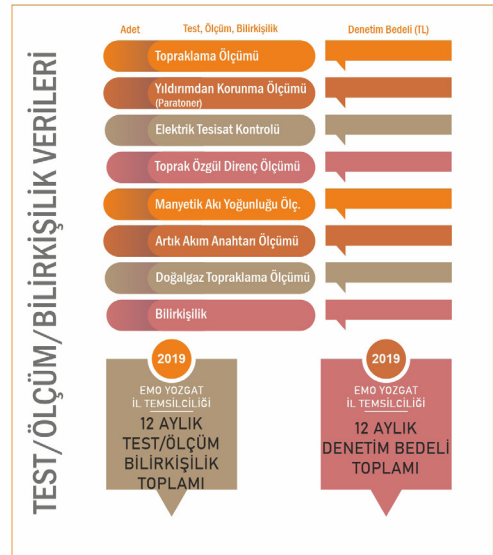 TEST/ÖLÇÜM/BİLİRKİŞİLİK VERİLERİ
Adet Test, Ölçüm, Bilirkişilik Denetim Bedeli (TL)
Topraklama Ölçümü
Yıldırımdan Korunma Ölçümü
(Paratoner)
Elektrik Tesisat Kontrolü
Toprak Özgül Direnç Ölçümü
Manyetik Akı Yoğunluğu Ölç.
Artık Akım Anahtarı Ölçümü
Doğalgaz Topraklama Ölçümü
Bilirkişilik
2019
EMO YOZGAT
İL TEMSİLCİLİĞİ
12 AYLIK
TEST/ÖLÇÜM
BİLİRKİŞİLİK
TOPLAMI
2019
EMO YOZGAT
İL TEMSİLCİLİĞİ
12 AYLIK
DENETİM BEDELİ
TOPLAMI